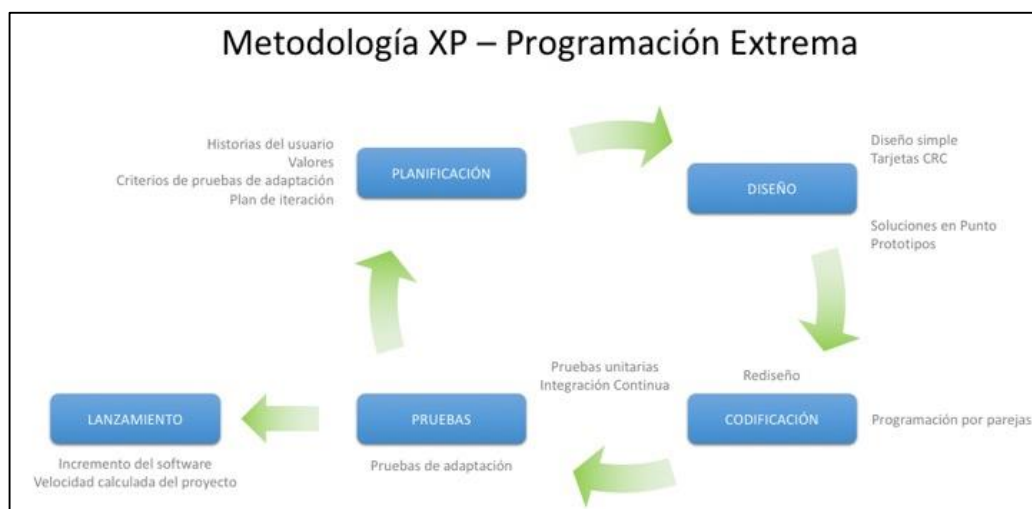 Metodología XP – Programación Extrema
Historias del usuario
Valores
Criterios de pruebas de adaptación
Plan de iteración
PLANIFICACIÓN
DISEÑO
Diseño simple
Tarjetas CRC
Soluciones en Punto
Prototipos
Rediseño
CODIFICACIÓN
Programación por parejas
Pruebas unitarias
Integración Continua
PRUEBAS
Pruebas de adaptación
LANZAMIENTO
Incremento del software
Velocidad calculada del proyecto